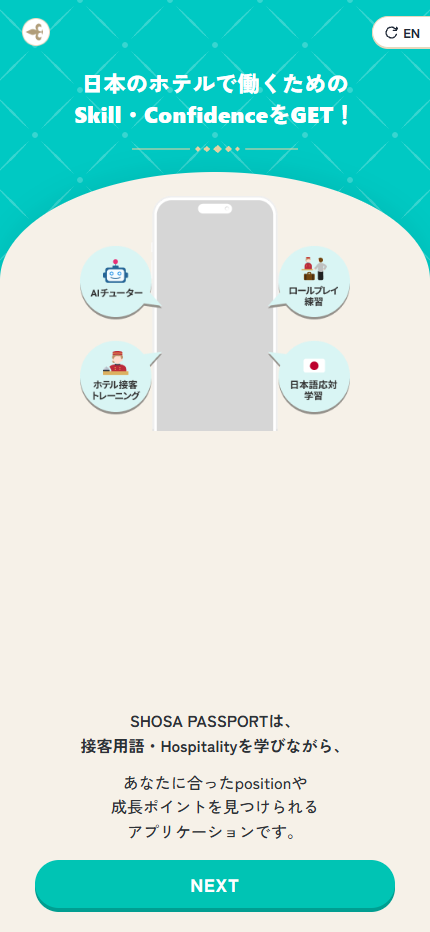 EN
日本のホテルで働くための
Skill・ConfidenceをGET！
AIチューター
ロールプレイ
練習
ホテル接客
トレーニング
日本語応対
学習
SHOSA PASSPORTは、
接客用語・Hospitalityを学びながら、
あなたに合ったpositionや
成長ポイントを見つけられる
アプリケーションです。
NEXT